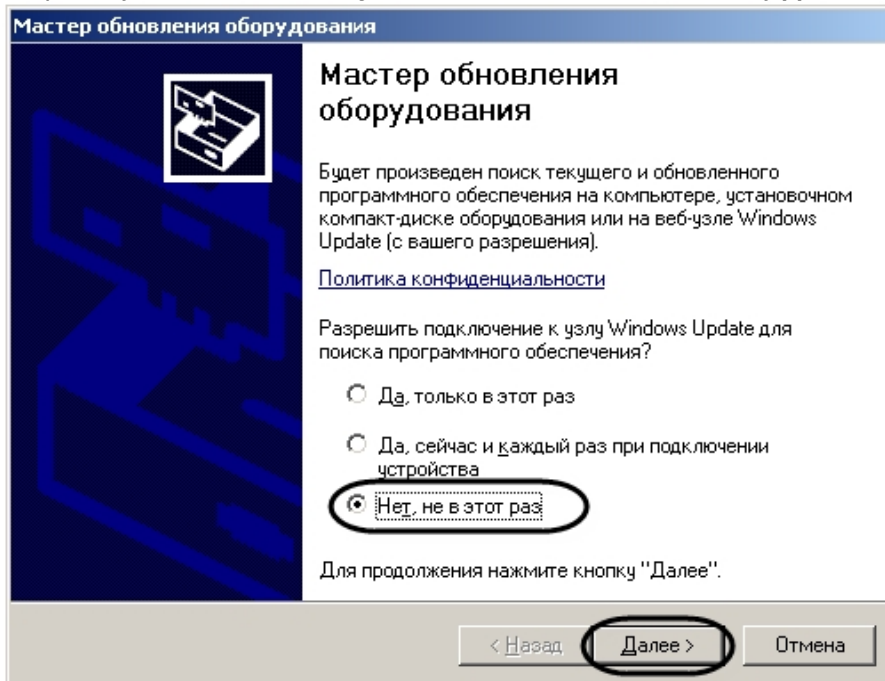 Мастер обновления оборудования
Мастер обновления
оборудования
Будет произведен поиск текущего и обновленного
программного обеспечения на компьютере, установочном
компакт-диске оборудования или на веб-узле Windows
Update (с вашего разрешения).
Политика конфиденциальности
Разрешить подключение к узлу Windows Update для
поиска программного обеспечения?
Да, только в этот раз
Да, сейчас и каждый раз при подключении
устройства
Нет, не в этот раз
Для продолжения нажмите кнопку "Далее".
< Назад
Далее >
Отмена